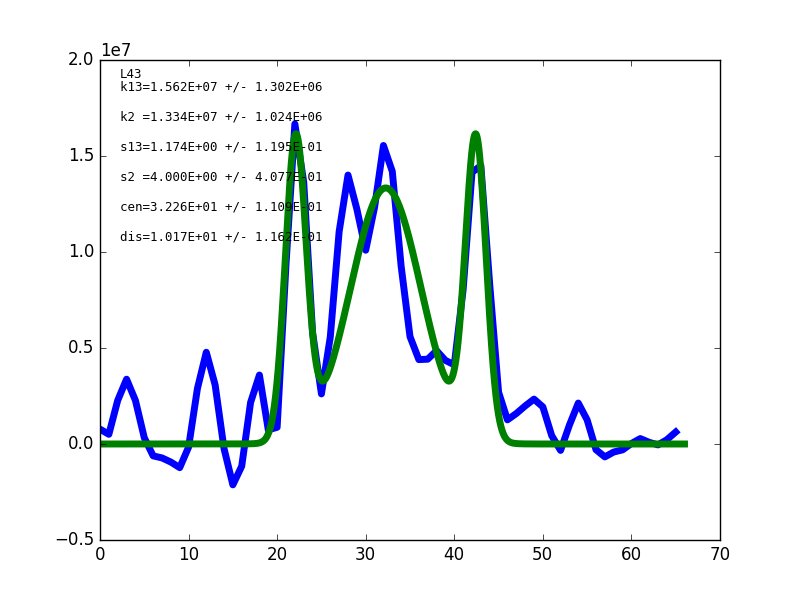 1e7
2.0
L43
k13=1.562E+07 +/- 1.302E+06
k2 =1.334E+07 +/- 1.024E+06
1.5
s13=1.174E+00 +/- 1.195E-01
s2 =4.000E+00 +/- 4.077E-01
cen=3.226E+01 +/- 1.109E-01
dis=1.017E+01 +/- 1.162E-01
1.0
0.5
0.0
−0.5
0 10 20 30 40 50 60 70